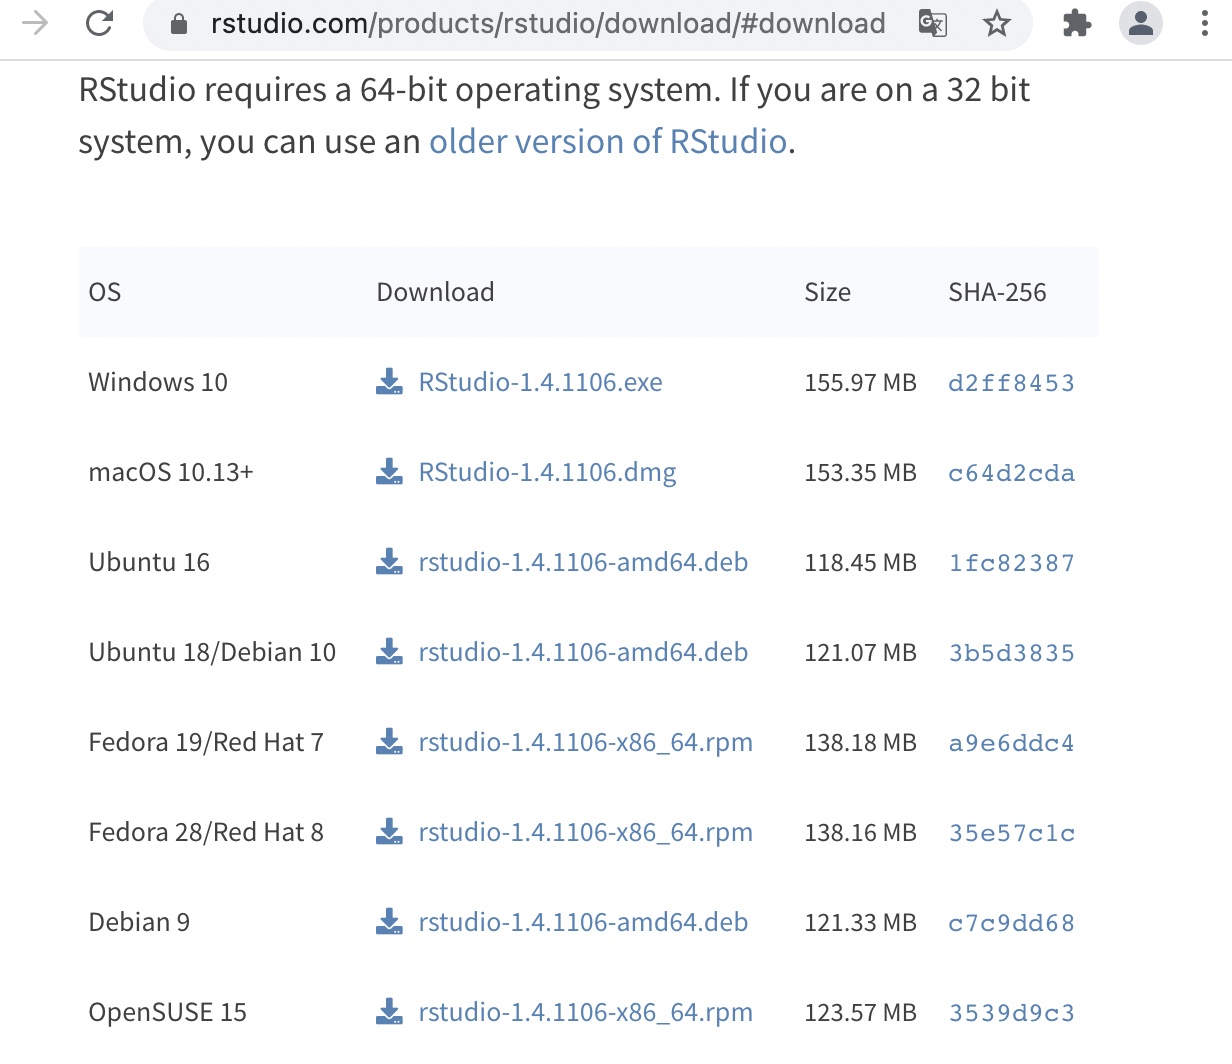 rstudio.com/products/rstudio/download/#download
RStudio requires a 64-bit operating system. If you are on a 32 bit
system, you can use an older version of RStudio.
OS Download Size SHA-256
Windows 10 RStudio-1.4.1106.exe 155.97 MB d2ff8453
macOS 10.13+ RStudio-1.4.1106.dmg 153.35 MB c64d2cda
Ubuntu 16 rstudio-1.4.1106-amd64.deb 118.45 MB 1fc82387
Ubuntu 18/Debian 10 rstudio-1.4.1106-amd64.deb 121.07 MB 3b5d3835
Fedora 19/Red Hat 7 rstudio-1.4.1106-x86_64.rpm 138.18 MB a9e6ddc4
Fedora 28/Red Hat 8 rstudio-1.4.1106-x86_64.rpm 138.16 MB 35e57c1c
Debian 9 rstudio-1.4.1106-amd64.deb 121.33 MB c7c9dd68
OpenSUSE 15 rstudio-1.4.1106-x86_64.rpm 123.57 MB 3539d9c3